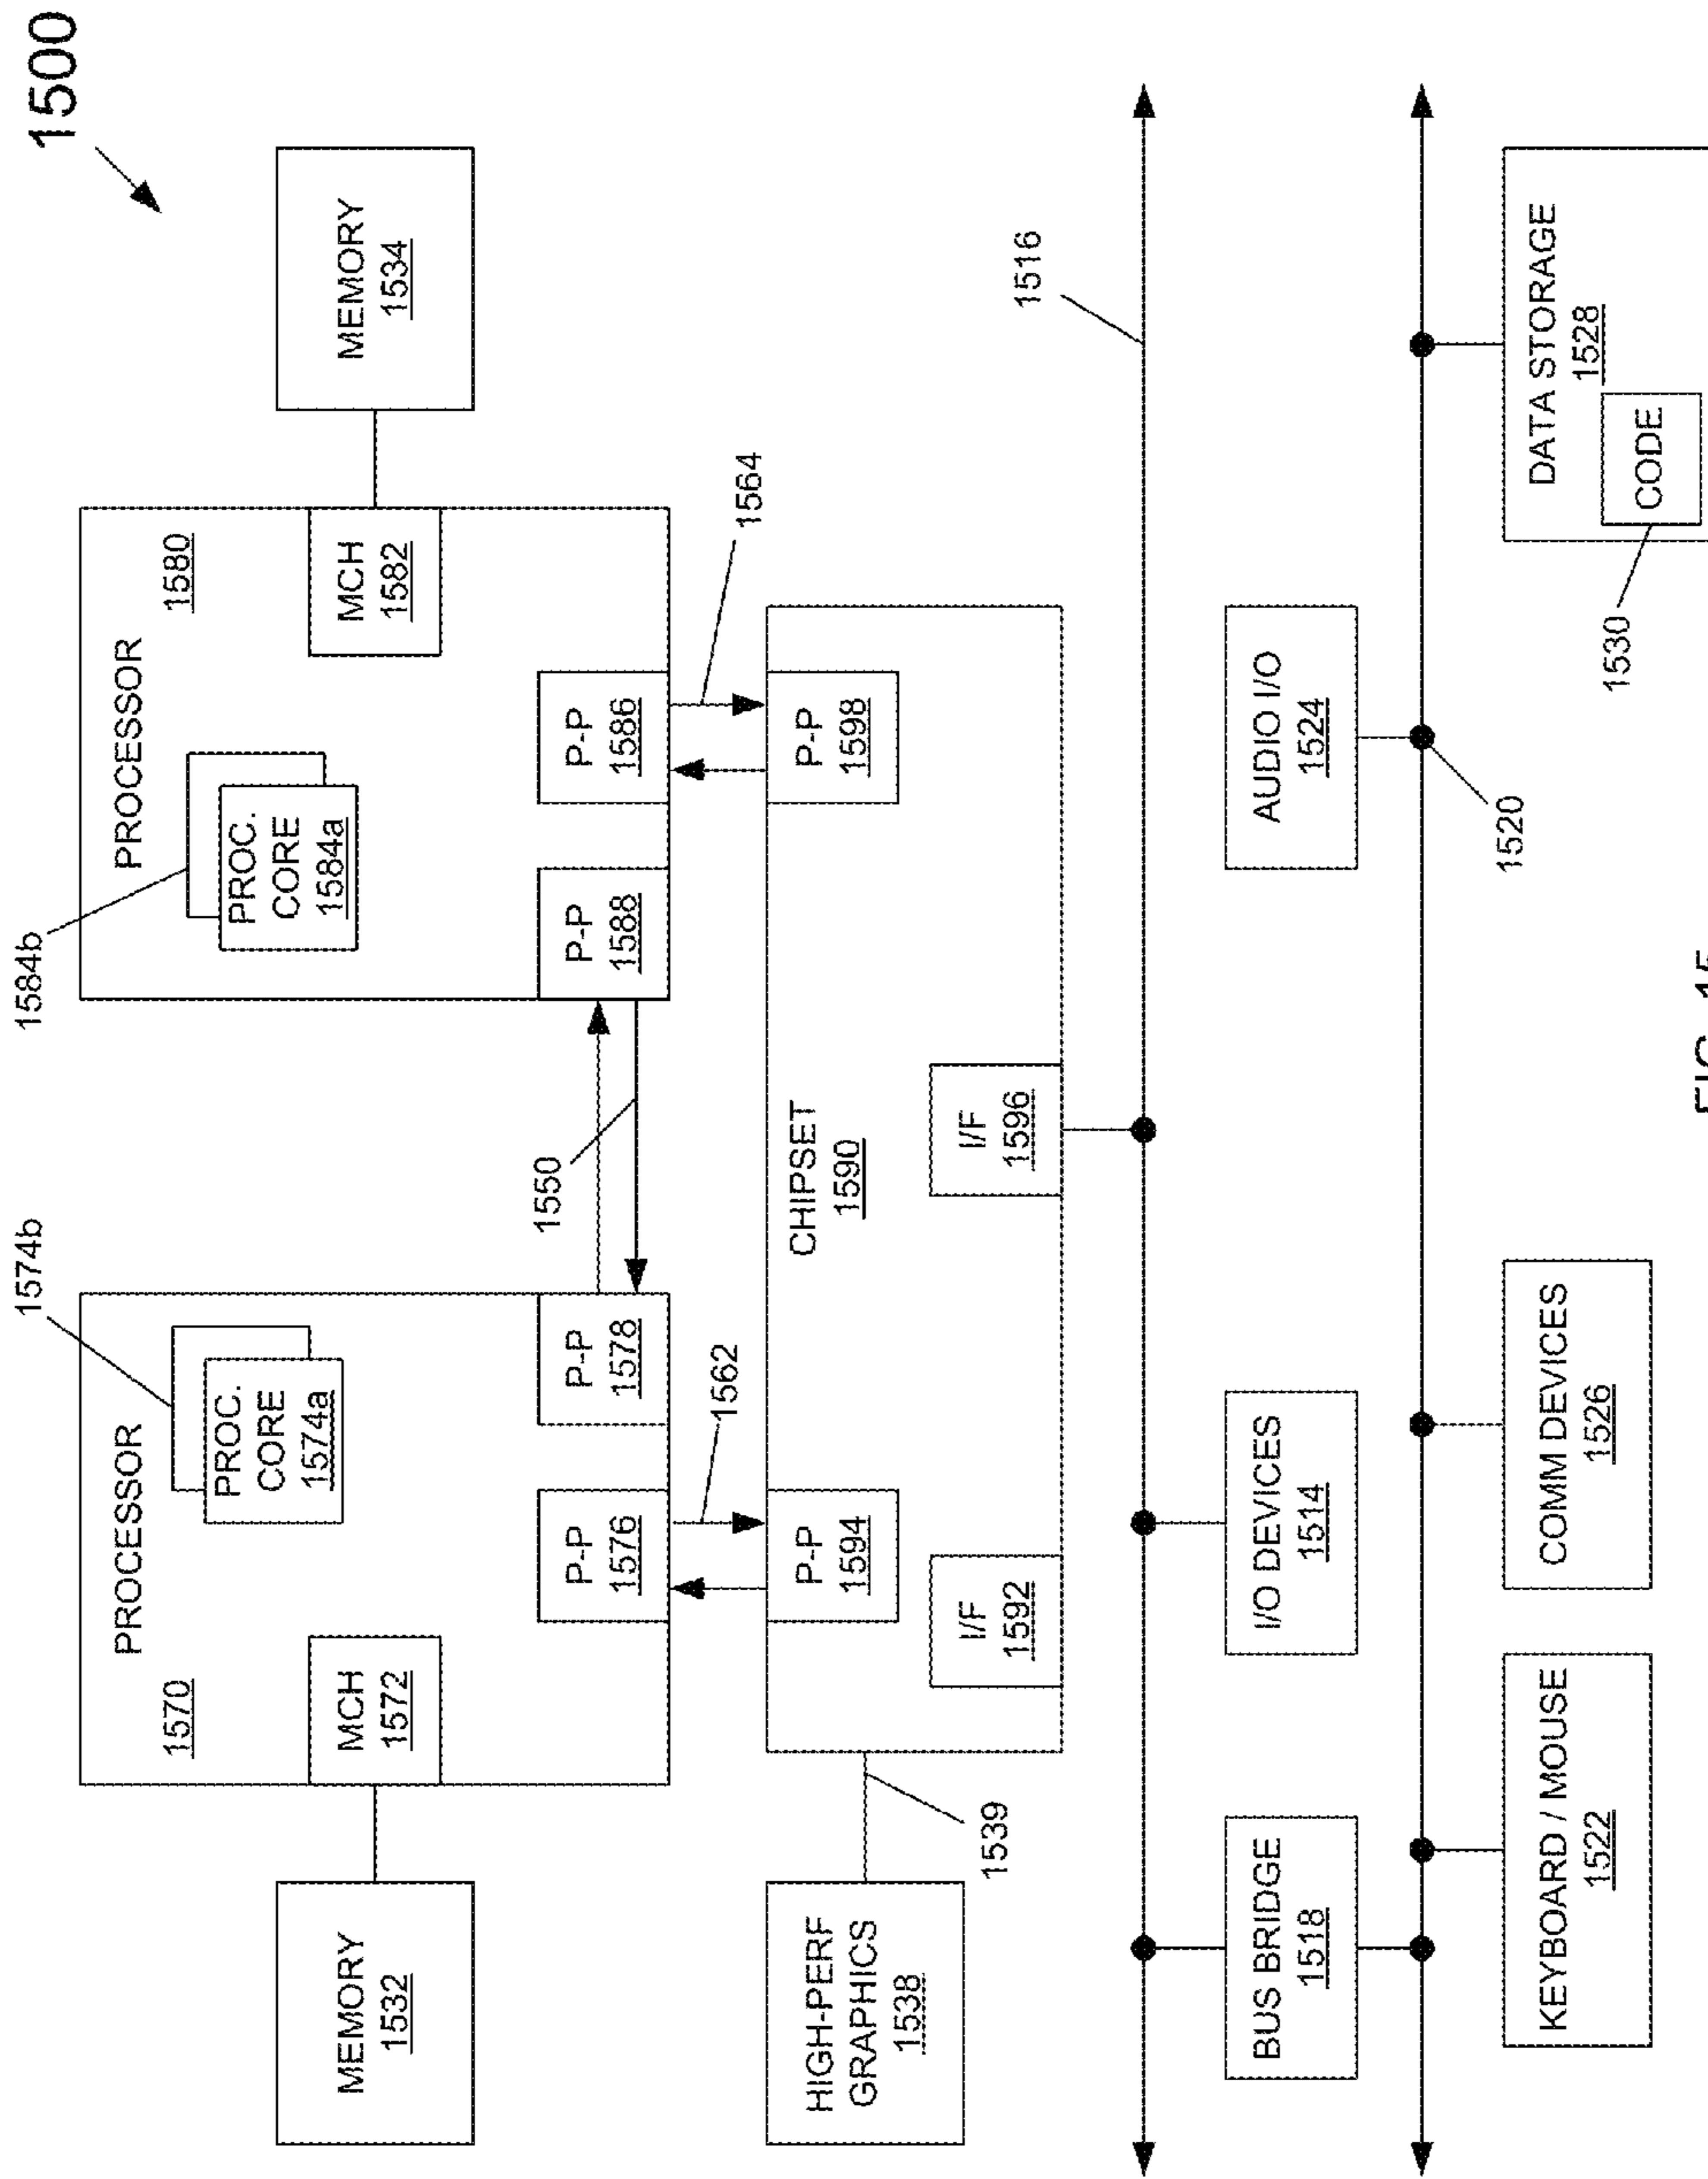 1500
1574b
1584b
PROCESSOR
1570
PROC.
CORE
1574a
MCH
1572
P-P
1576
P-P
1578
MEMORY
1532
1550
PROCESSOR
1580
PROC.
CORE
1584a
MCH
1582
P-P
1588
P-P
1586
MEMORY
1534
1562
1564
HIGH-PERF
GRAPHICS
1538
1539
CHIPSET
1590
P-P
1594
P-P
1598
I/F
1592
I/F
1596
1516
BUS BRIDGE
1518
I/O DEVICES
1514
AUDIO I/O
1524
1520
KEYBOARD / MOUSE
1522
COMM DEVICES
1526
DATA STORAGE
1528
CODE
1530
FIG. 15